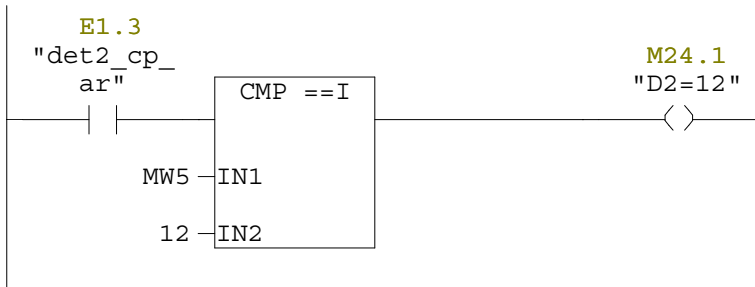 E1.3
"det2_cp_
ar"
CMP ==I
M24.1
"D2=12"
MW5
IN1
12
IN2